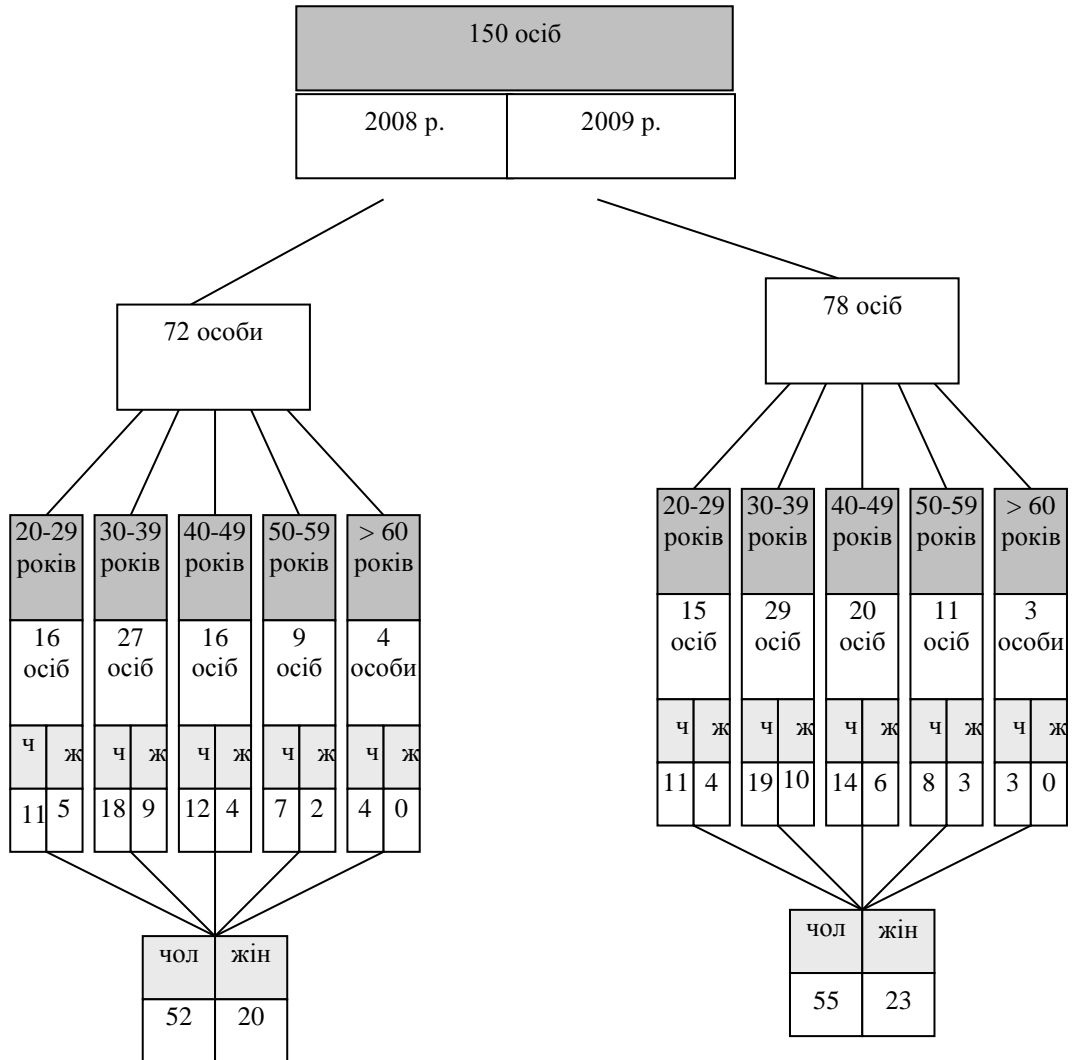 150 осіб
2008 р. 2009 р.
72 особи
78 осіб
20-29 30-39 40-49 50-59 > 60
років років років років років
16 27 16 9 4
осіб осіб осіб осіб особи
ч ж ч ж ч ж ч ж ч ж
11 5 18 9 12 4 7 2 4 0
чол жін
52 20
20-29 30-39 40-49 50-59 > 60
років років років років років
15 29 20 11 3
осіб осіб осіб осіб особи
ч ж ч ж ч ж ч ж ч ж
11 4 19 10 14 6 8 3 3 0
чол жін
55 23